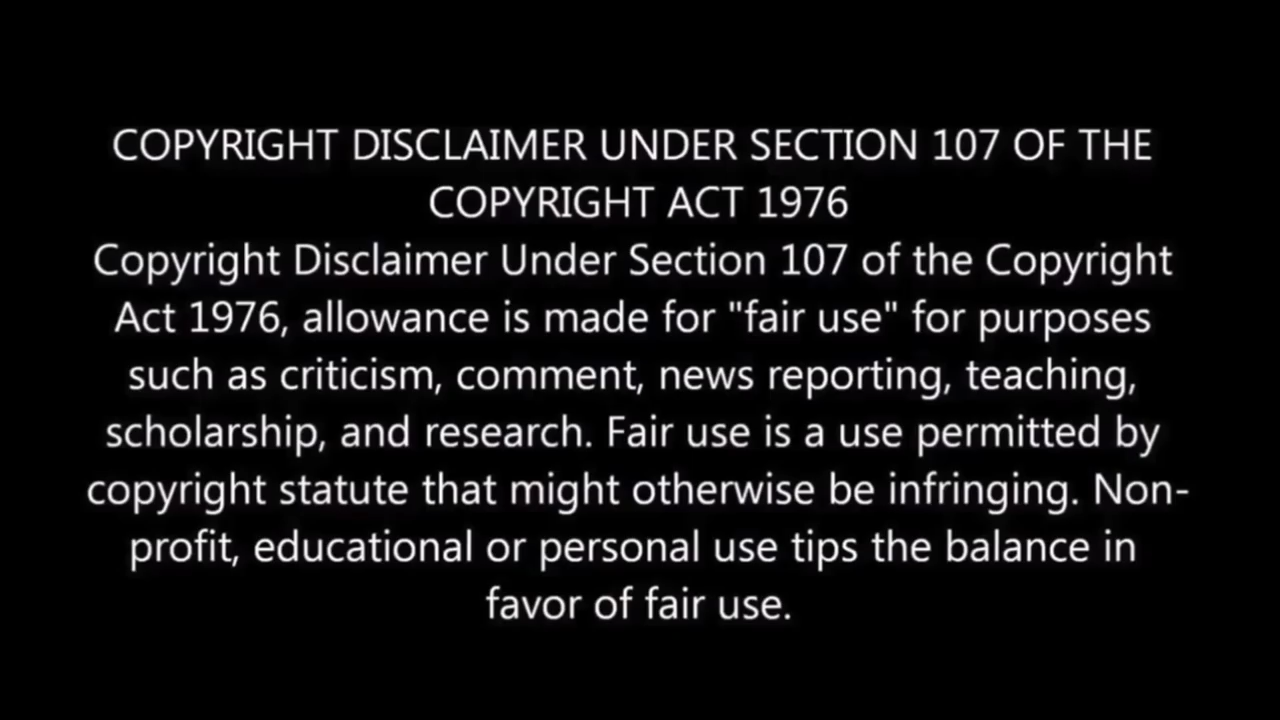 COPYRIGHT DISCLAIMER UNDER SECTION 107 OF THE
COPYRIGHT ACT 1976
Copyright Disclaimer Under Section 107 of the Copyright
Act 1976, allowance is made for "fair use" for purposes
such as criticism, comment, news reporting, teaching,
scholarship, and research. Fair use is a use permitted by
copyright statute that might otherwise be infringing. Non-
profit, educational or personal use tips the balance in
favor of fair use.